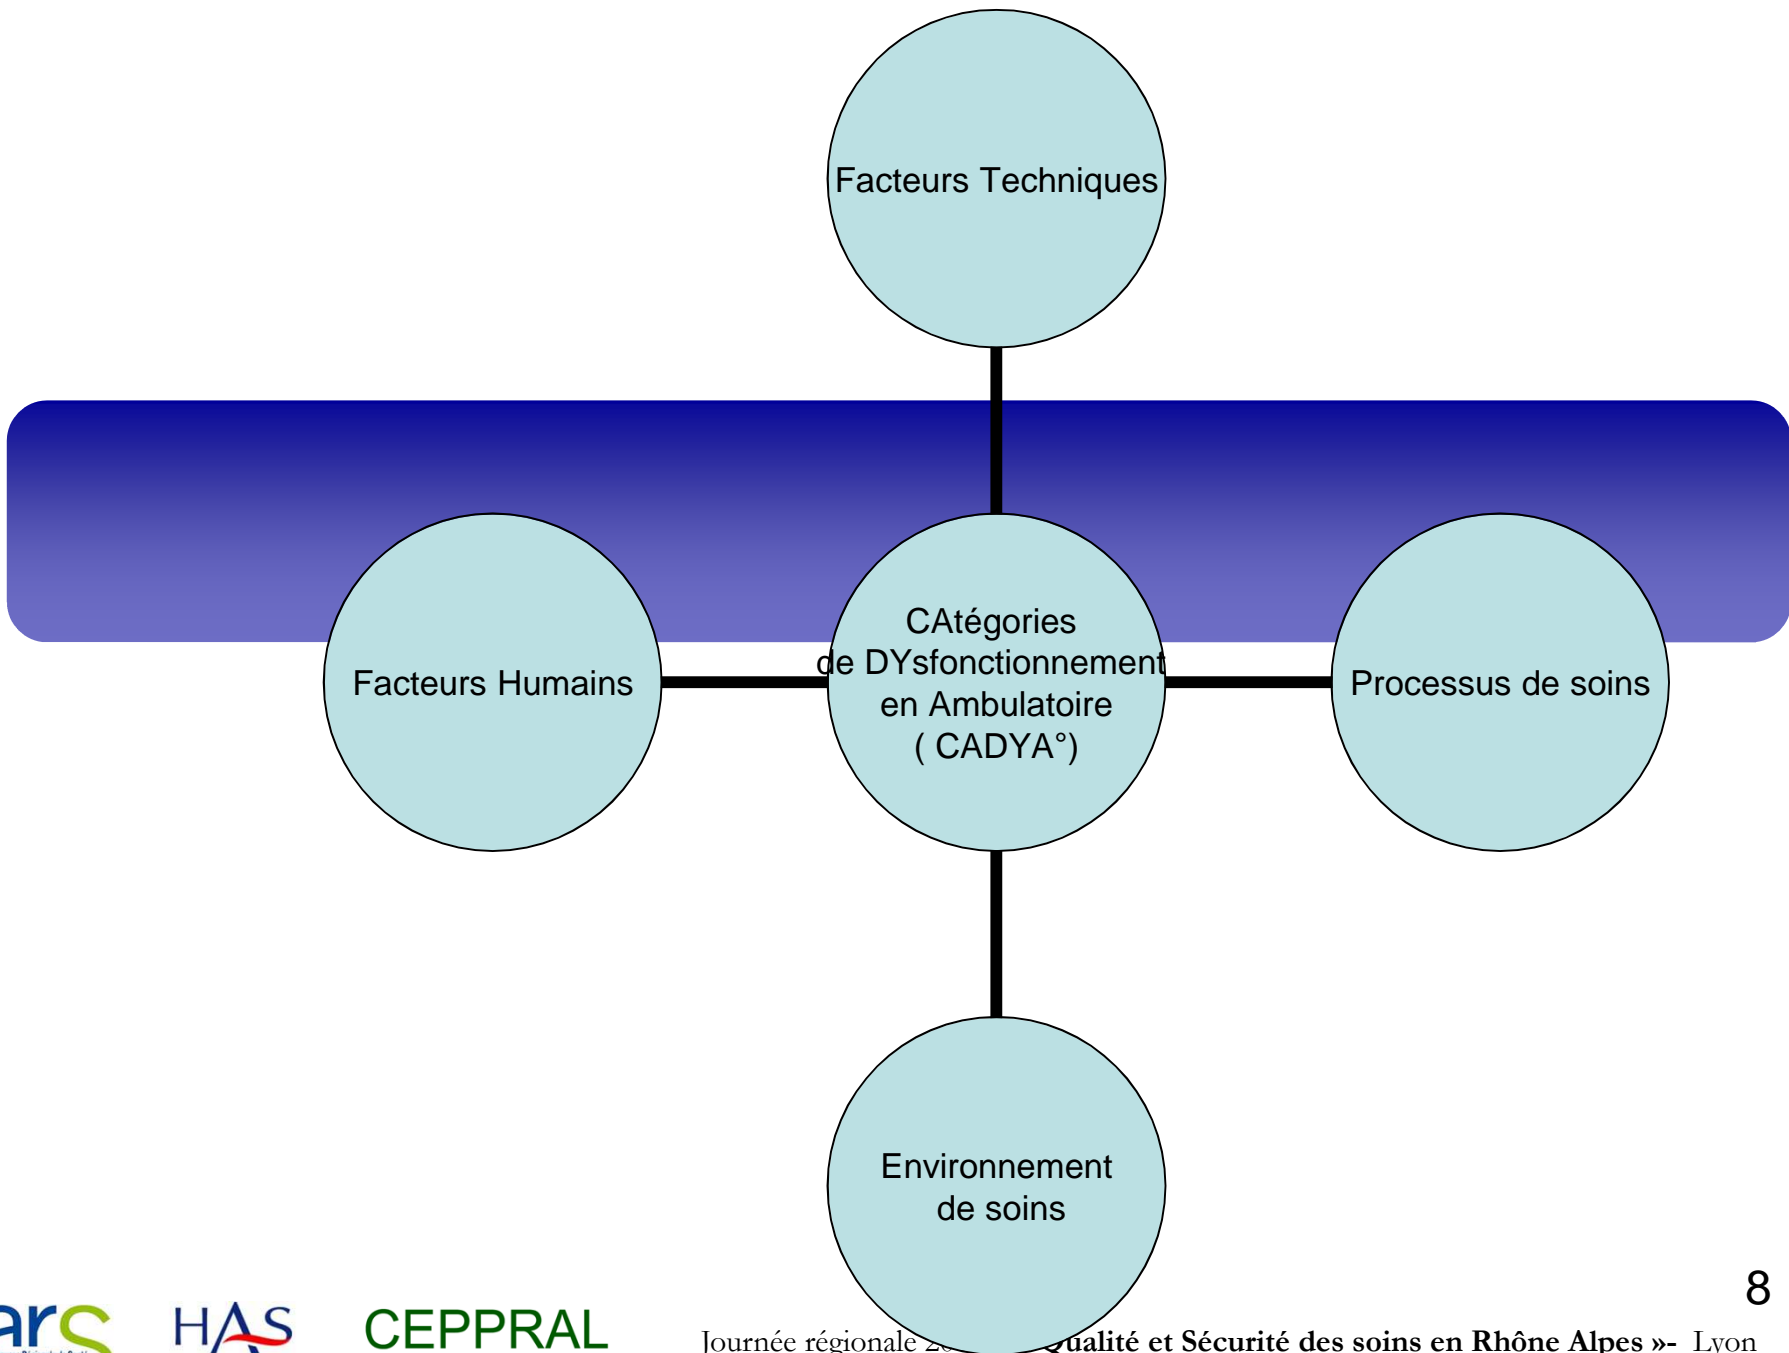 Facteurs Techniques
CAtégories
de DYsfonctionnement
en Ambulatoire
( CADYA°)
Facteurs Humains
Processus de soins
Environnement
de soins
8
ars
HAS
CEPPRAL
Journée régionale Qualité et Sécurité des soins en Rhône Alpes »- Lyon